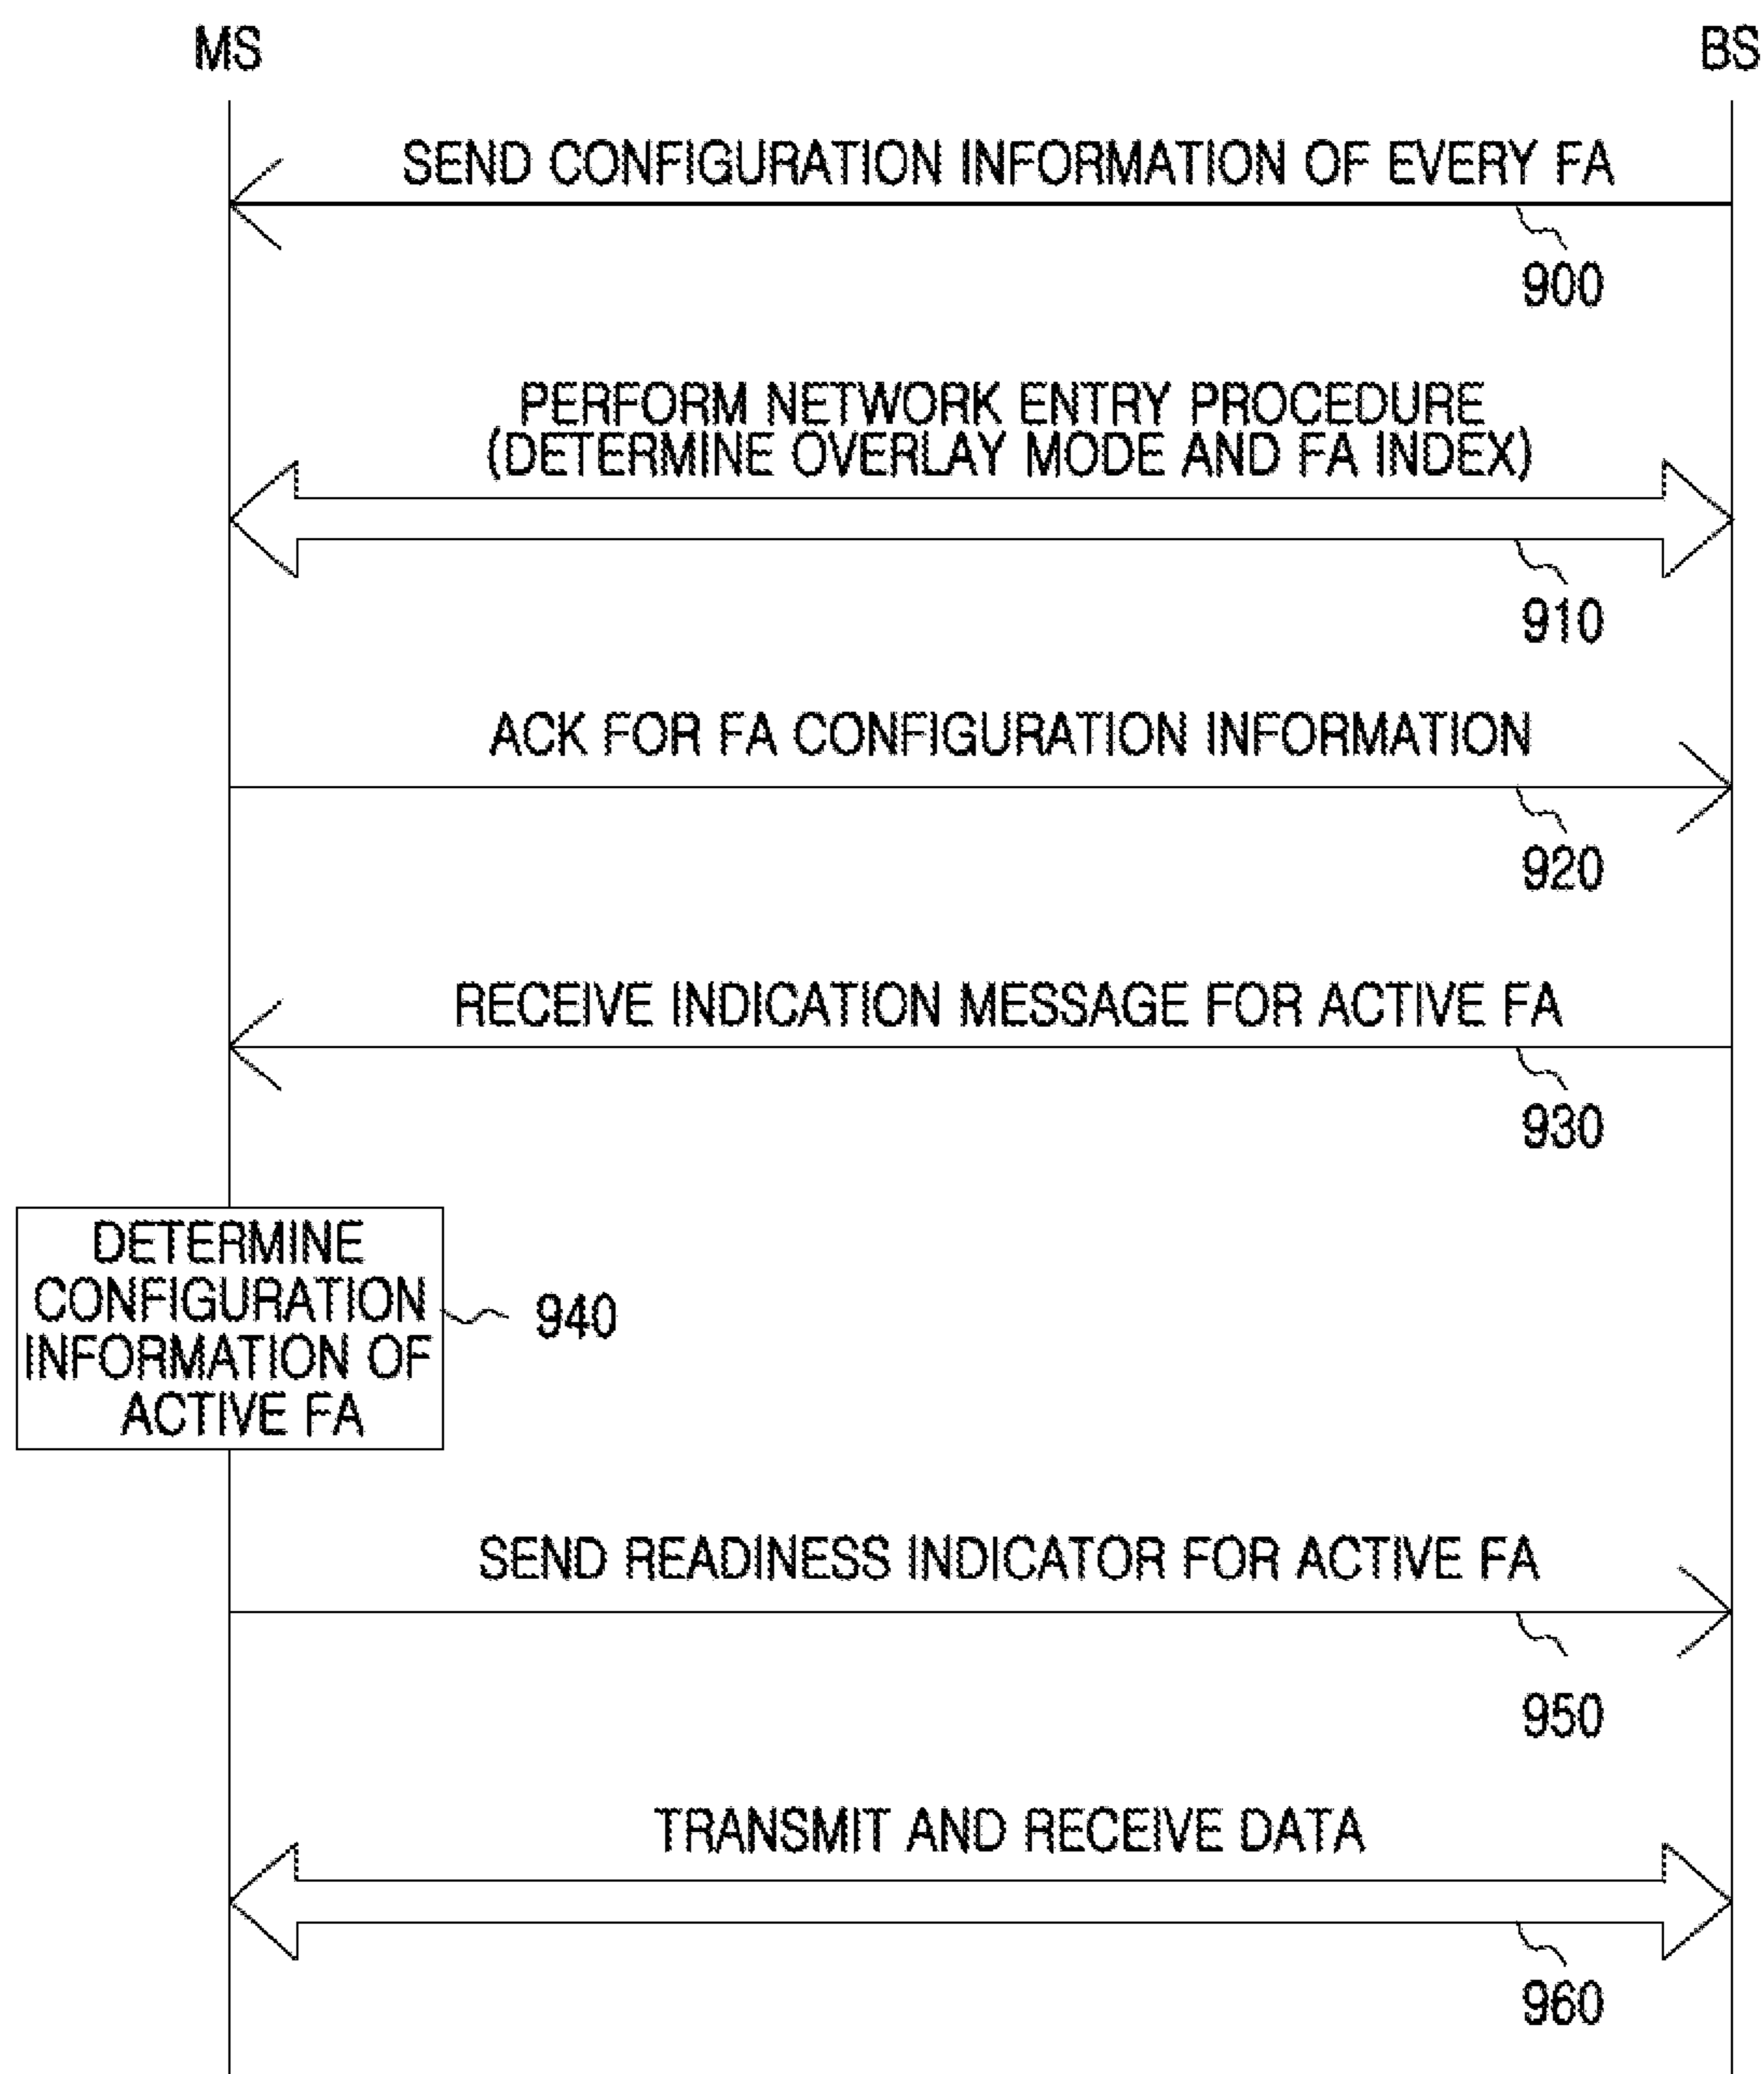 MS
BS
SEND CONFIGURATION INFORMATION OF EVERY FA
900
PERFORM NETWORK ENTRY PROCEDURE
(DETERMINE OVERLAY MODE AND FA INDEX)
910
ACK FOR FA CONFIGURATION INFORMATION
920
RECEIVE INDICATION MESSAGE FOR ACTIVE FA
930
DETERMINE
CONFIGURATION
INFORMATION OF
ACTIVE FA
940
SEND READINESS INDICATOR FOR ACTIVE FA
950
TRANSMIT AND RECEIVE DATA
960